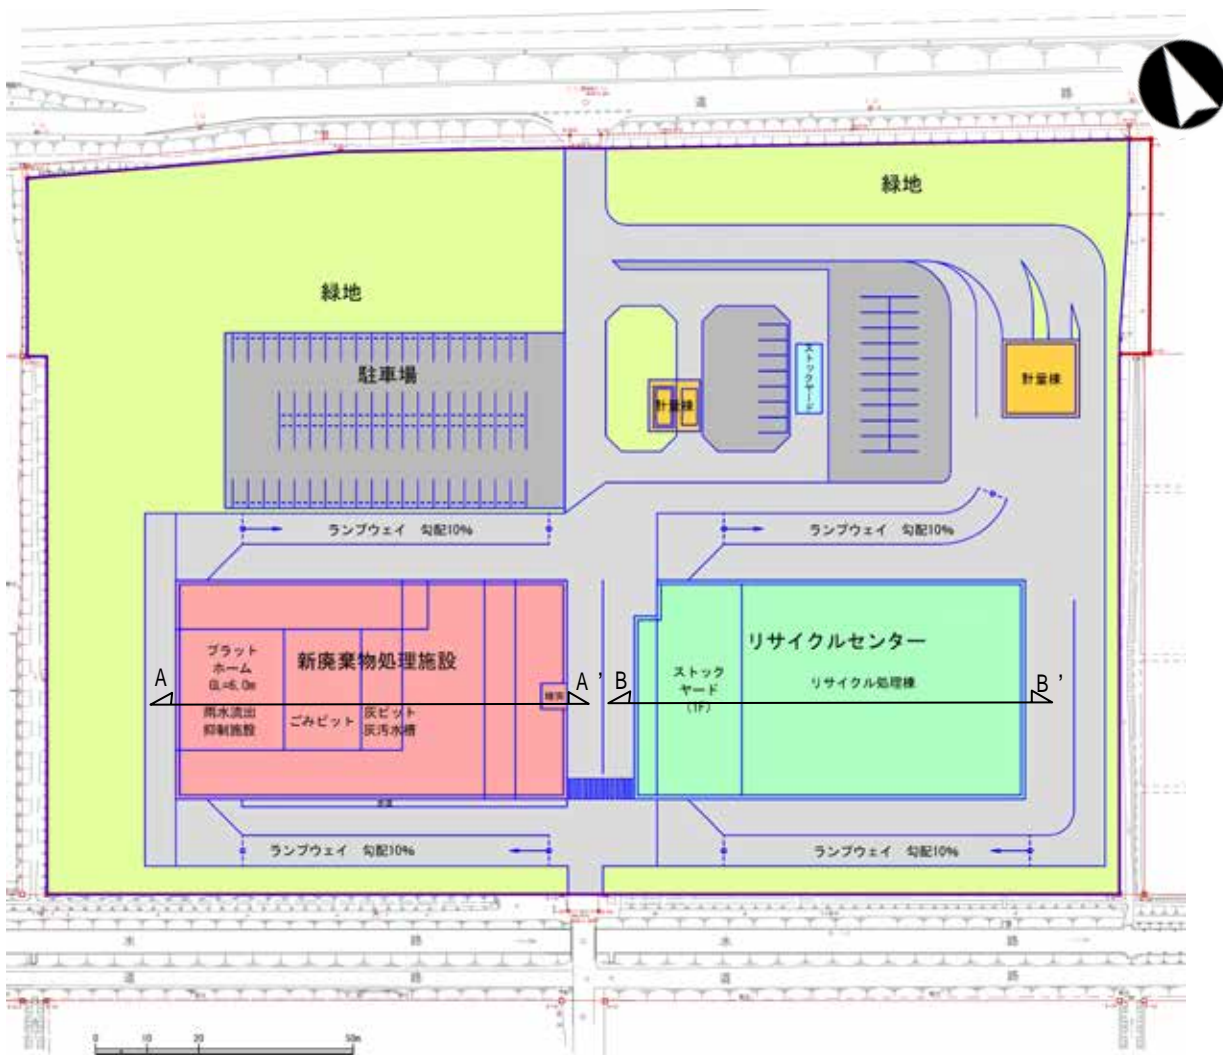 道
路
緑地
緑地
駐車場
ストックヤード
計量棟
計量棟
ランプウェイ 勾配10%
ランプウェイ 勾配10%
プラット
ホーム
GL=6.0m
新廃棄物処理施設
リサイクルセンター
A
A'
B
B'
ストック
ヤード
(1F)
リサイクル処理棟
煙突
雨水流出
抑制施設
ごみピット
灰ピット
灰汚水槽
ランプウェイ 勾配10%
ランプウェイ 勾配10%
水
路
水
路
道
路
道
路
0
10
20
50m